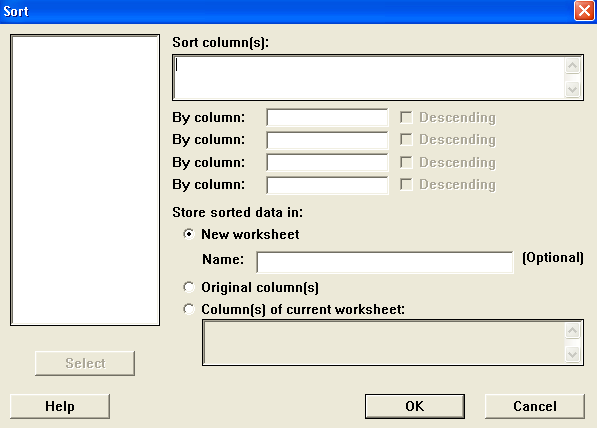 Sort
Sort column(s):
By column: Descending
By column: Descending
By column: Descending
By column: Descending
Store sorted data in:
New worksheet
Name: (Optional)
Original column(s)
Column(s) of current worksheet:
Select
Help OK Cancel